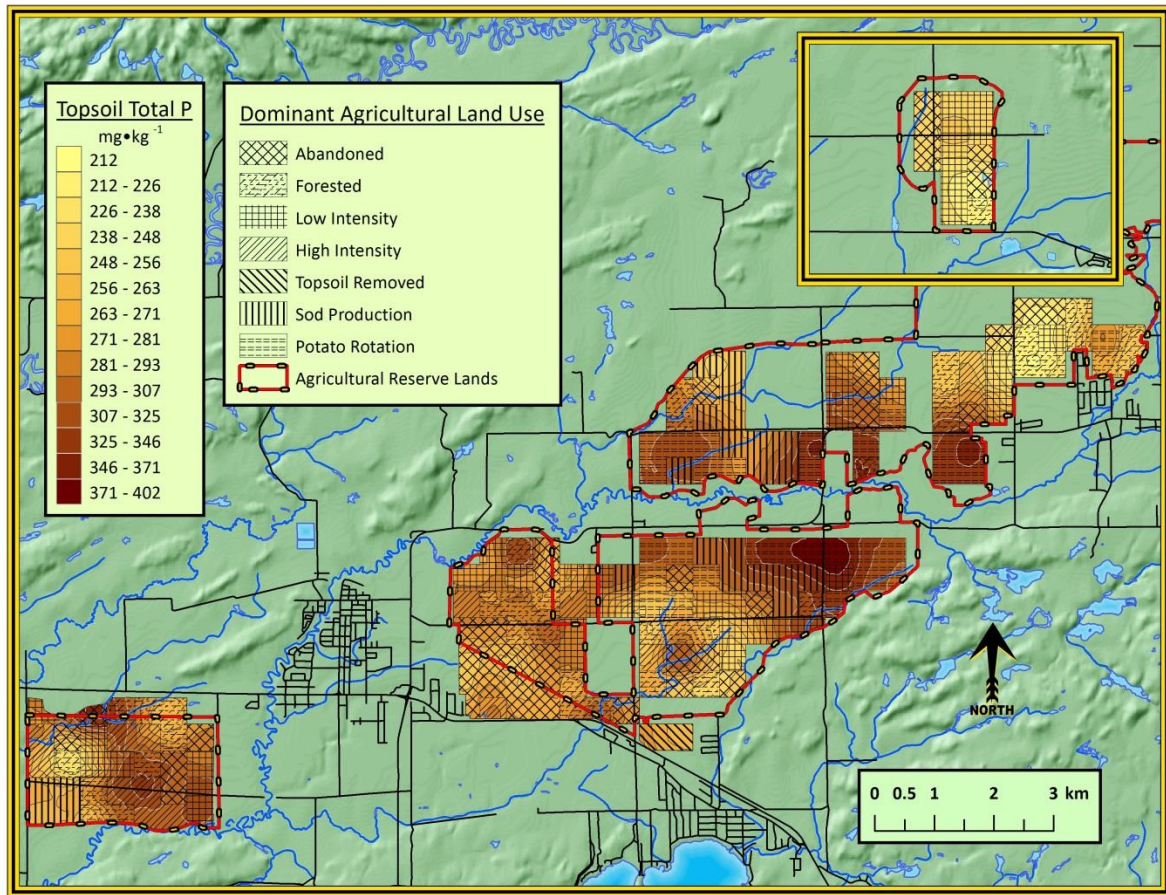 Topsoil Total P
mg•kg -1
212
212 - 226
226 - 238
238 - 248
248 - 256
256 - 263
263 - 271
271 - 281
281 - 293
293 - 307
307 - 325
325 - 346
346 - 371
371 - 402
Dominant Agricultural Land Use
Abandoned
Forested
Low Intensity
High Intensity
Topsoil Removed
Sod Production
Potato Rotation
Agricultural Reserve Lands
NORTH
0 0.5 1 2 3 km